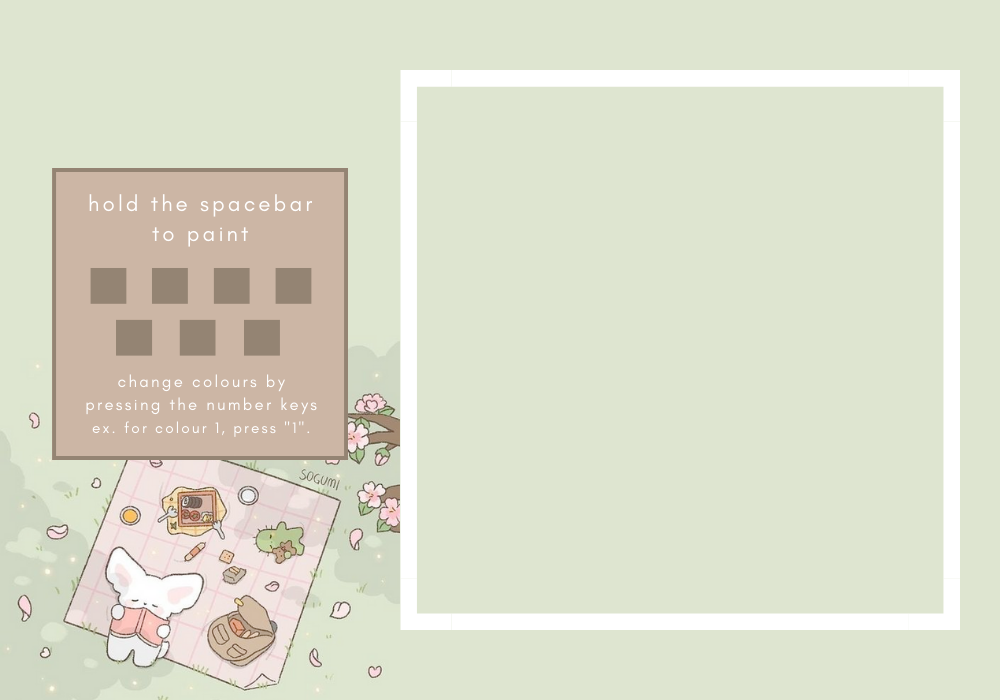 hold the spacebar
to paint
change colours by
pressing the number keys
ex. for colour 1, press "1".
SOGUMI